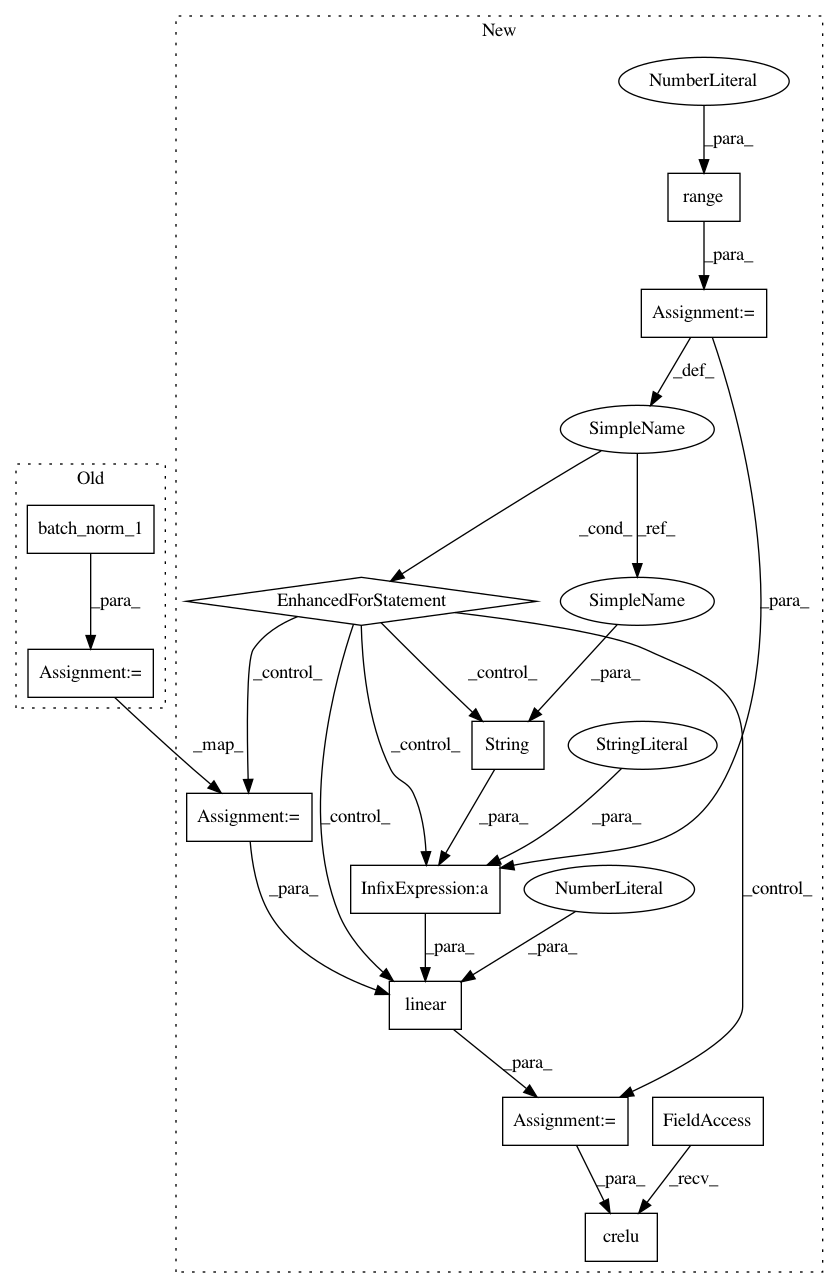 New
NumberLiteral
_para_
range
_para_
Assignment:=
_def_
SimpleName
Old
batch_norm_1
_cond_
_ref_
_para_
EnhancedForStatement
SimpleName
_para_
Assignment:=
_control_
_control_
_para_
_map_
_control_
String
StringLiteral
Assignment:=
_control_
_para_
_para_
_para_
InfixExpression:a
NumberLiteral
_control_
_para_
_para_
linear
_para_
Assignment:=
FieldAccess
_para_
_recv_
crelu